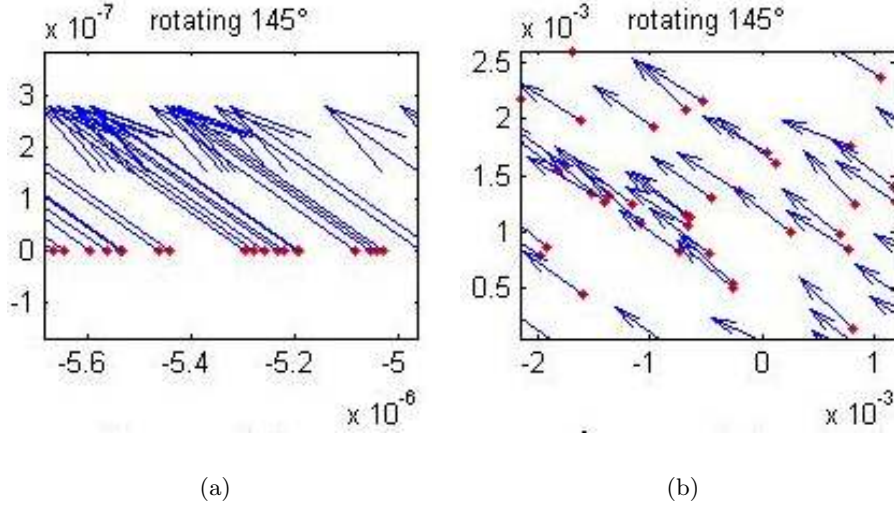 x 10^-7 rotating 145°
3
2
1
0
-1
-5.6 -5.4 -5.2 -5
x 10^-6
(a)
x 10^-3 rotating 145°
2.5
2
1.5
1
0.5
-2 -1 0 1
x 10^-3
(b)